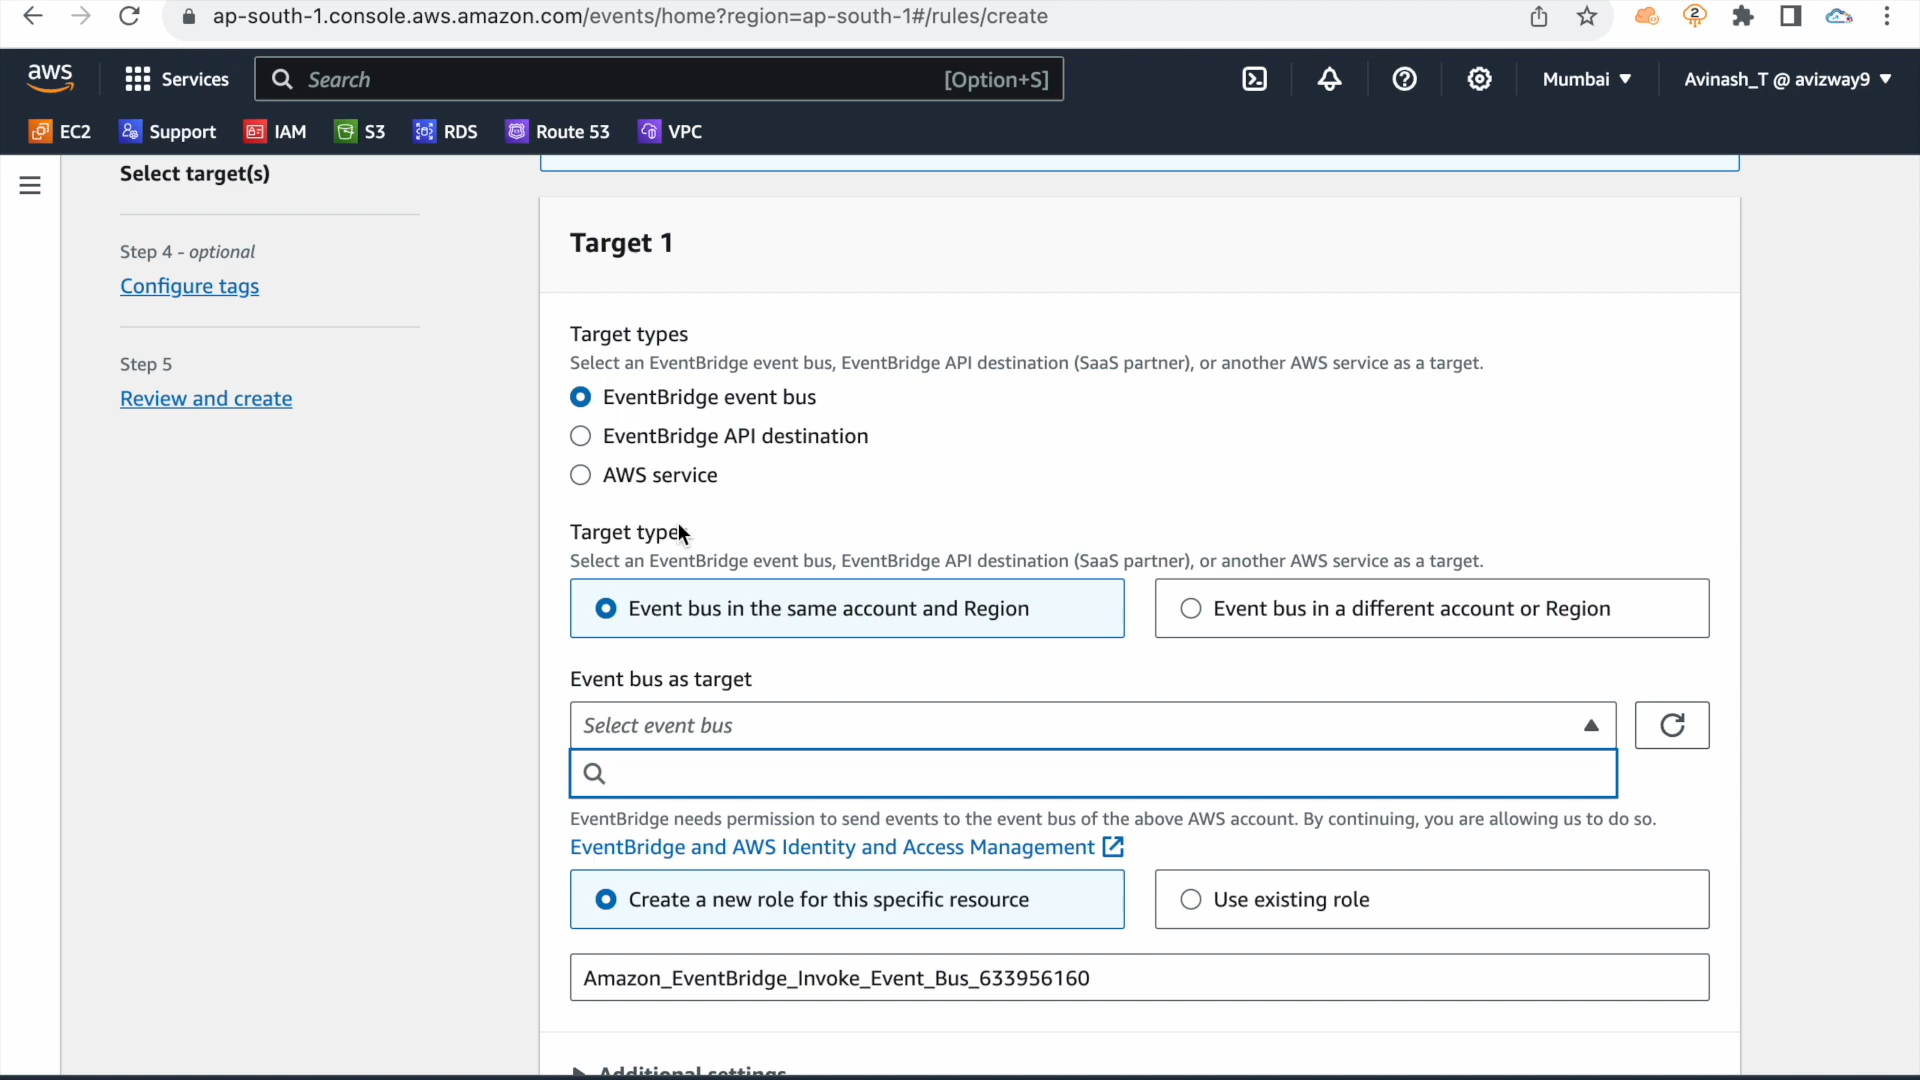 ap-south-1.console.aws.amazon.com/events/home?region=ap-south-1#/rules/create
2
aws
Services
Search
[Option+S]
Mumbai
Avinash_T @ avizway9
EC2
Support
IAM
S3
RDS
Route 53
VPC
Select target(s)
Step 4 - optional
Configure tags
Step 5
Review and create
Target 1
Target types
Select an EventBridge event bus, EventBridge API destination (SaaS partner), or another AWS service as a target.
EventBridge event bus
EventBridge API destination
AWS service
Target type
Select an EventBridge event bus, EventBridge API destination (SaaS partner), or another AWS service as a target.
Event bus in the same account and Region
Event bus in a different account or Region
Event bus as target
Select event bus
EventBridge needs permission to send events to the event bus of the above AWS account. By continuing, you are allowing us to do so.
EventBridge and AWS Identity and Access Management
Create a new role for this specific resource
Use existing role
Amazon_EventBridge_Invoke_Event_Bus_633956160
Additional settings